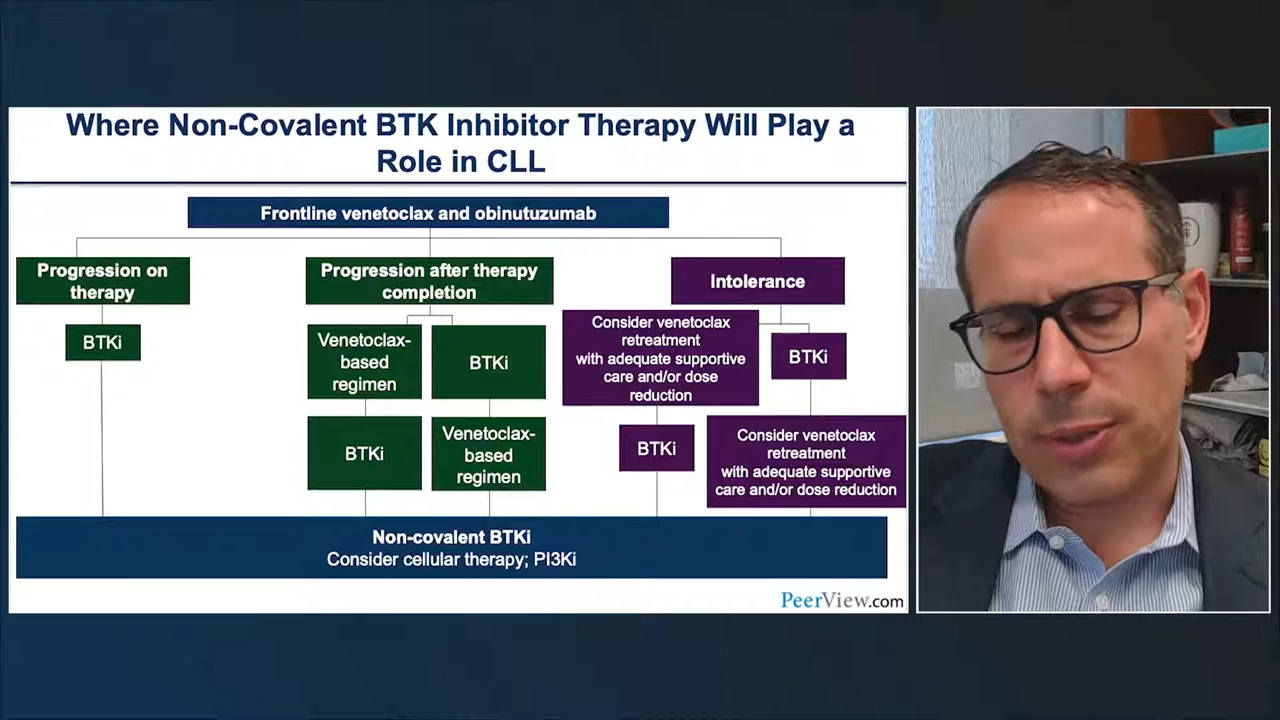 Where Non-Covalent BTK Inhibitor Therapy Will Play a
Role in CLL
Frontline venetoclax and obinutuzumab
Progression on
therapy
BTKi
Progression after therapy
completion
Venetoclax-
based
regimen
BTKi
BTKi
Venetoclax-
based
regimen
Intolerance
Consider venetoclax
retreatment
with adequate supportive
care and/or dose
reduction
BTKi
BTKi
Consider venetoclax
retreatment
with adequate supportive
care and/or dose reduction
Non-covalent BTKi
Consider cellular therapy; PI3Ki
PeerView.com